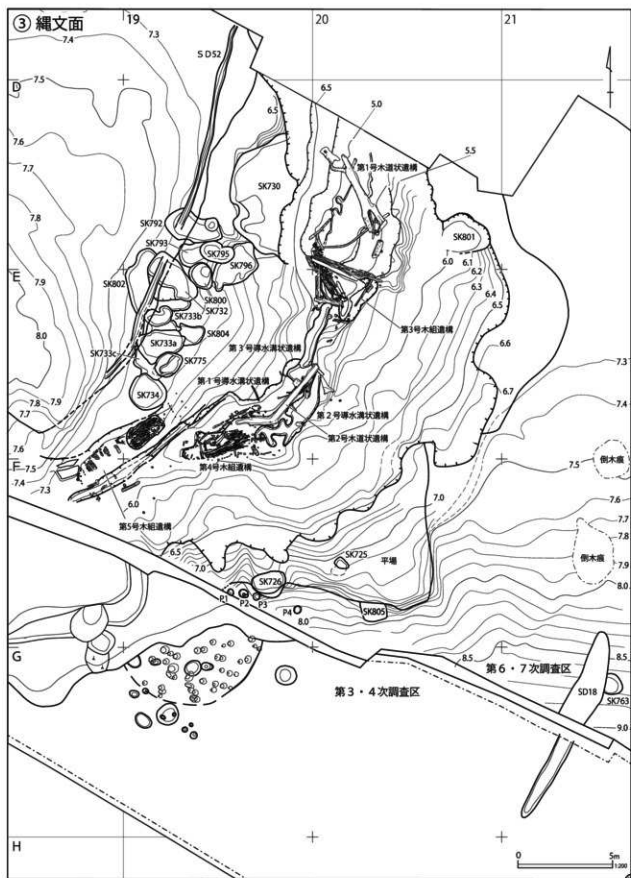 ③ 縄文面
19
20
21
7.4
7.3
7.3
SD52
D
7.5
6.5
5.0
6.5
5.5
7.6
第1号木道状遺構
7.7
SK730
7.8
SK792
SK793
SK795
SK796
SK801
6.0
6.1
6.2
6.3
6.4
6.5
E
7.9
SK802
8.0
SK800
SK732
SK733b
SK804
第3号木組遺構
6.6
SK733a
第3号導水溝状遺構
SK733c
SK775
第1号導水溝状遺構
6.7
7.3
7.9
7.8
7.7
SK734
第2号導水溝状遺構
7.4
第2号木道状遺構
7.6
F
7.5
7.4
7.3
第4号木組遺構
7.5
倒木痕
6.0
7.0
7.6
第5号木組遺構
7.7
7.8
6.5
7.0
SK725
平場
倒木痕
7.9
8.0
SK726
P1
P2
P3
P4
SK805
8.0
G
8.5
第6・7次調査区
8.5
第3・4次調査区
SD18
SK763
9.0
H
0
5m
1:200